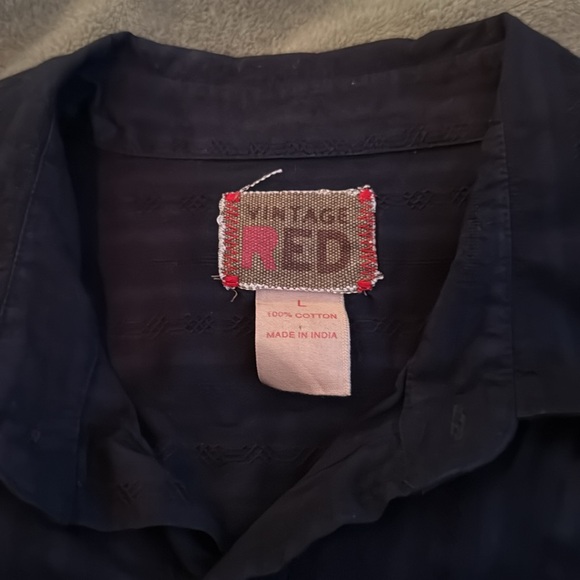 VINTAGE
RED
L
100% COTTON
MADE IN INDIA